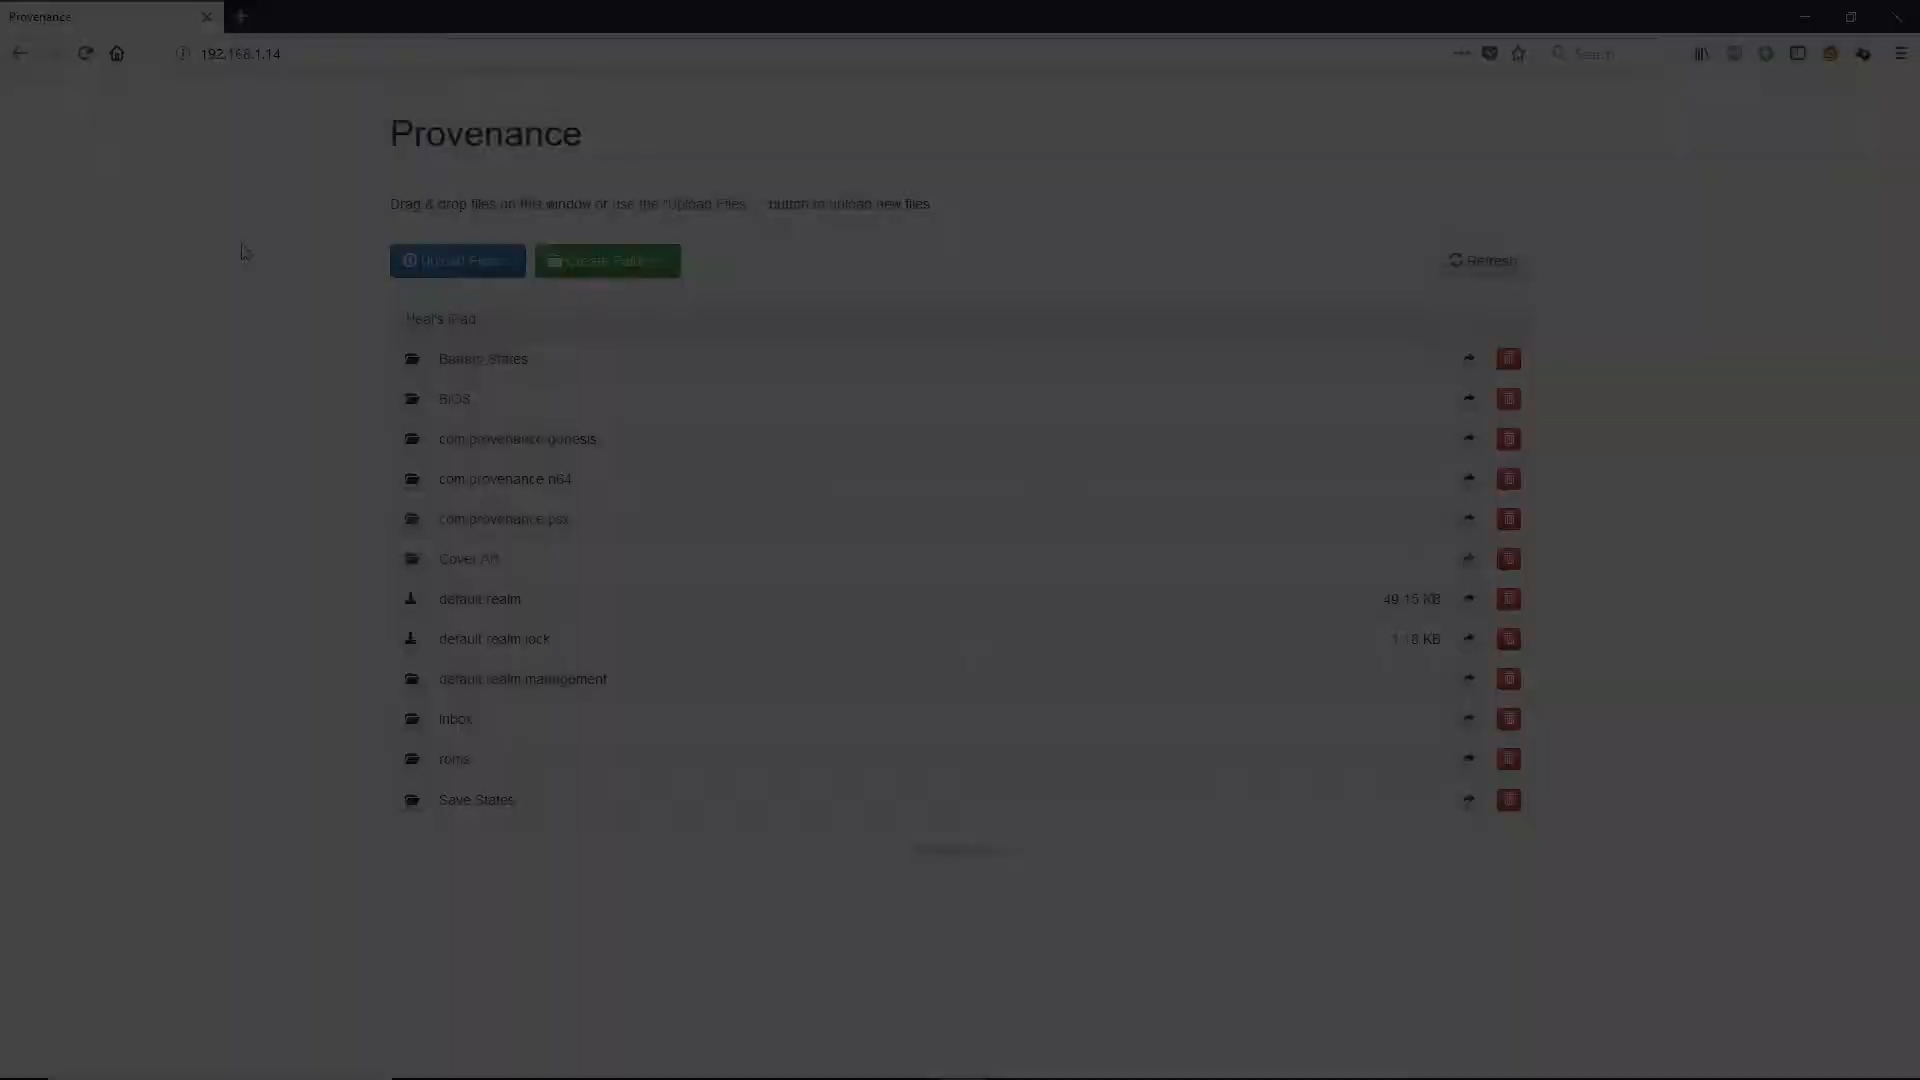 Provenance
192.168.1.14
Search
Provenance
Drag & drop files on this window or use the "Upload Files button to upload new files
Upload Files
Create Folder
Refresh
iPad
Battery States
BIOS
com.provenance.genesis
com.provenance.n64
com.provenance.psx
Cover Art
default.realm 49.15 KB
default.realm.lock 1.18 KB
default.realm.management
Inbox
roms
Save States